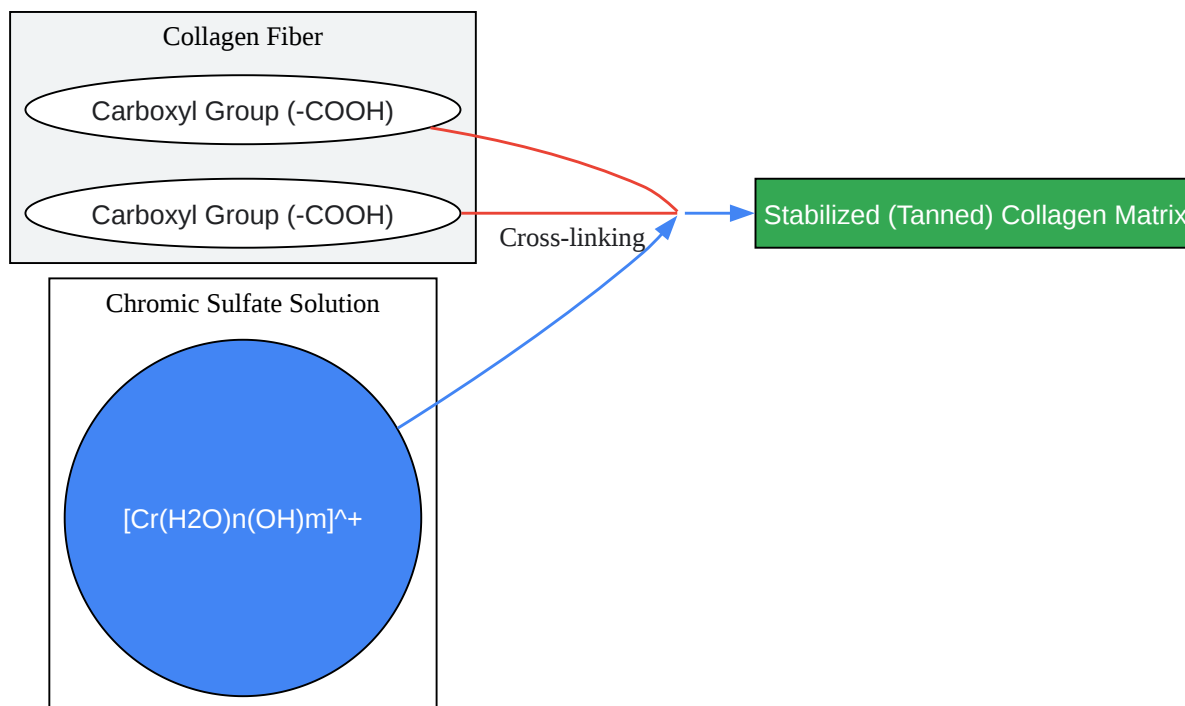 Collagen Fiber
Carboxyl Group (-COOH)
Carboxyl Group (-COOH)
Cross-linking
Stabilized (Tanned) Collagen Matrix
Chromic Sulfate Solution
[Cr(H2O)n(OH)m]^+